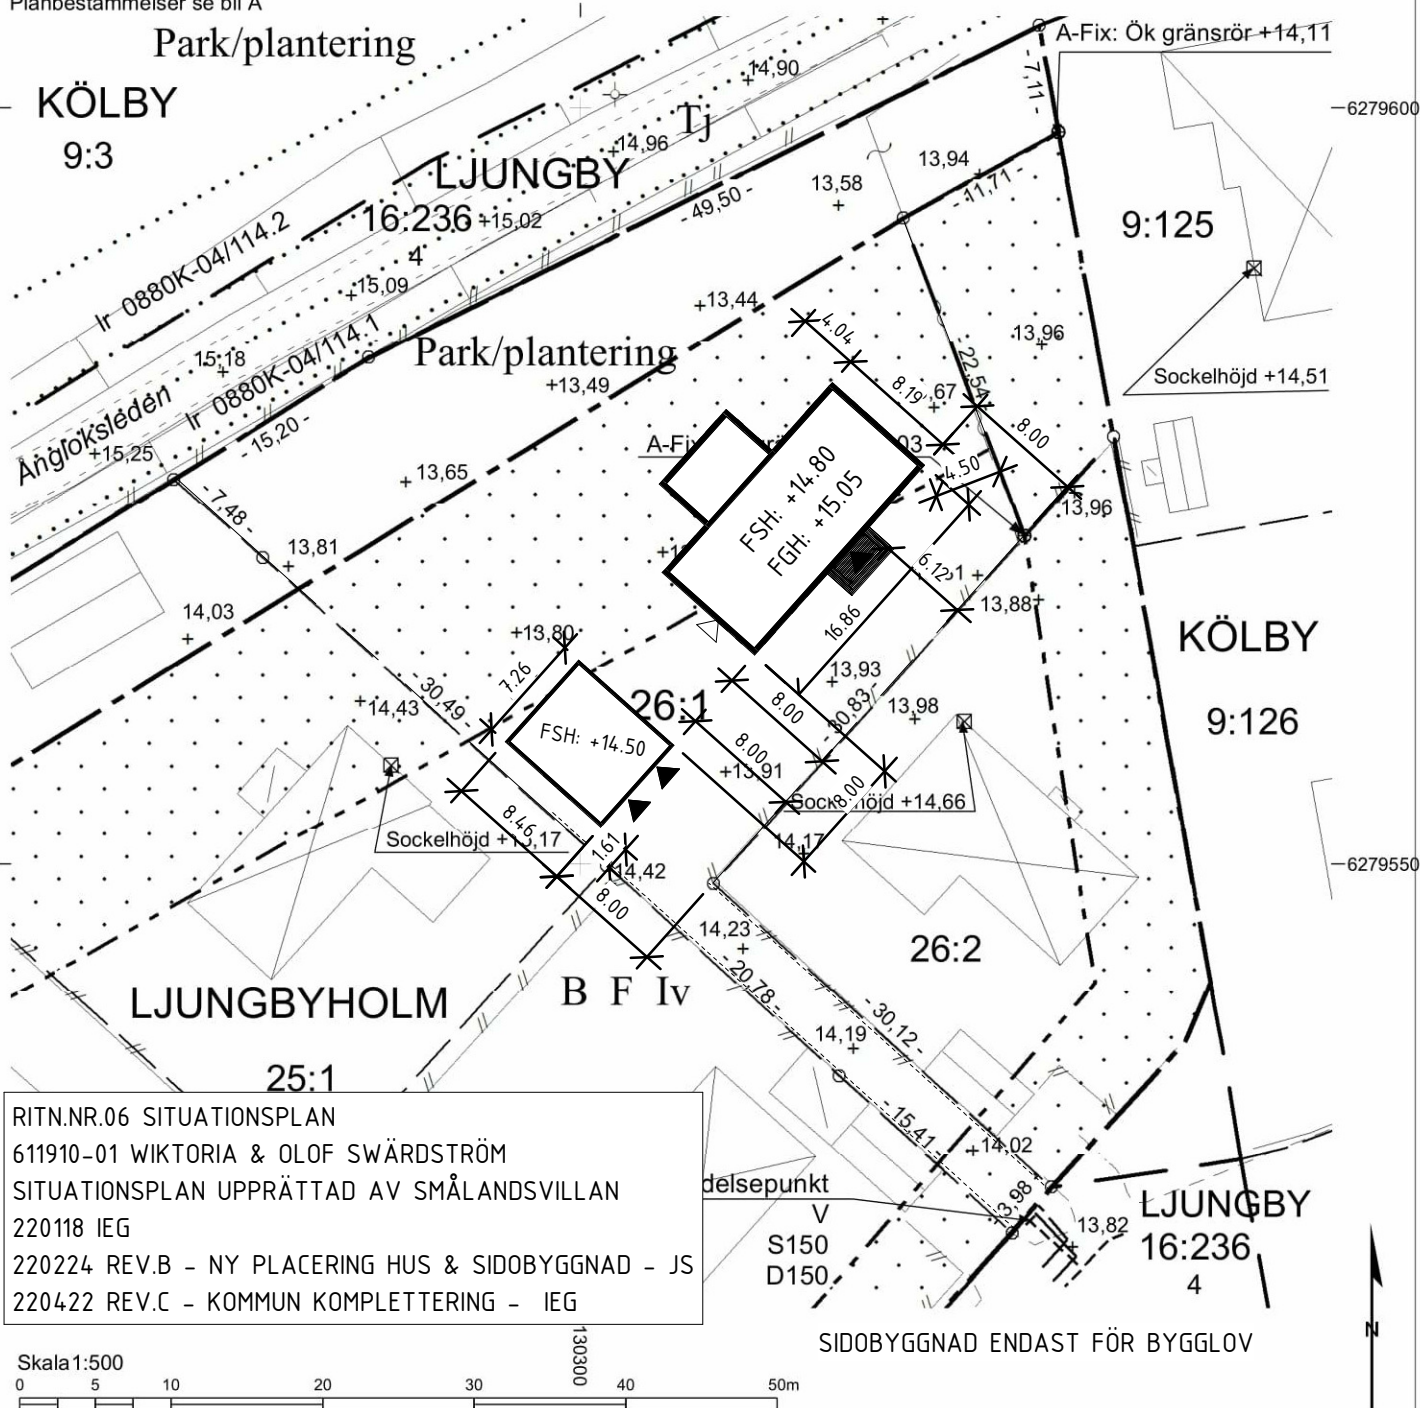 Planbestämmelser se bil A
Park/plantering
A-Fix: Ök gränsrör +14,11
- 7,11 -
14,90
6279600
KÖLBY
9:3
Tj
14,96
LJUNGBY
16:236
4
+15,02
13,94
13,58
- 11,71 -
- 49,50 -
9:125
lr 0880K-04/114.2
+15,09
+13,44
13,96
15,18
lr 0880K-04/114.1
Park/plantering
4.04
- 22,54
Sockelhöjd +14,51
+13,49
8.19
,67
Ängloksleden
- 15,20 -
8.00
+15,25
A-Fix
03
4.50
+13,65
FSH: +14.80
FGH: +15.05
- 7,48 -
13,96
13,81
6.12
14,03
13,88
16.86
+13,80
KÖLBY
9:126
7.26
13,93
- 30,49 -
+14,43
26:1
8.00
- 30,83 -
13,98
FSH: +14.50
8.00
+13,91
8.00
Sockelhöjd +14,66
8.46
Sockelhöjd +15,17
1.61
14,17
6279550
14,42
8.00
14,23
26:2
B F Iv
- 20,78 -
LJUNGBYHOLM
25:1
- 30,12 -
14,19
- 15,41
14,02
RITN.NR.06 SITUATIONSPLAN
611910-01 WIKTORIA & OLOF SWÄRDSTRÖM
SITUATIONSPLAN UPPRÄTTAD AV SMÅLANDSVILLAN
220118 IEG
220224 REV.B - NY PLACERING HUS & SIDOBYGGNAD - JS
220422 REV.C - KOMMUN KOMPLETTERING - IEG
delsepunkt
V
S150
D150
13,98
13,82
LJUNGBY
16:236
4
SIDOBYGGNAD ENDAST FÖR BYGGLOV
N
130300
Skala 1:500
0 5 10 20 30 40 50m